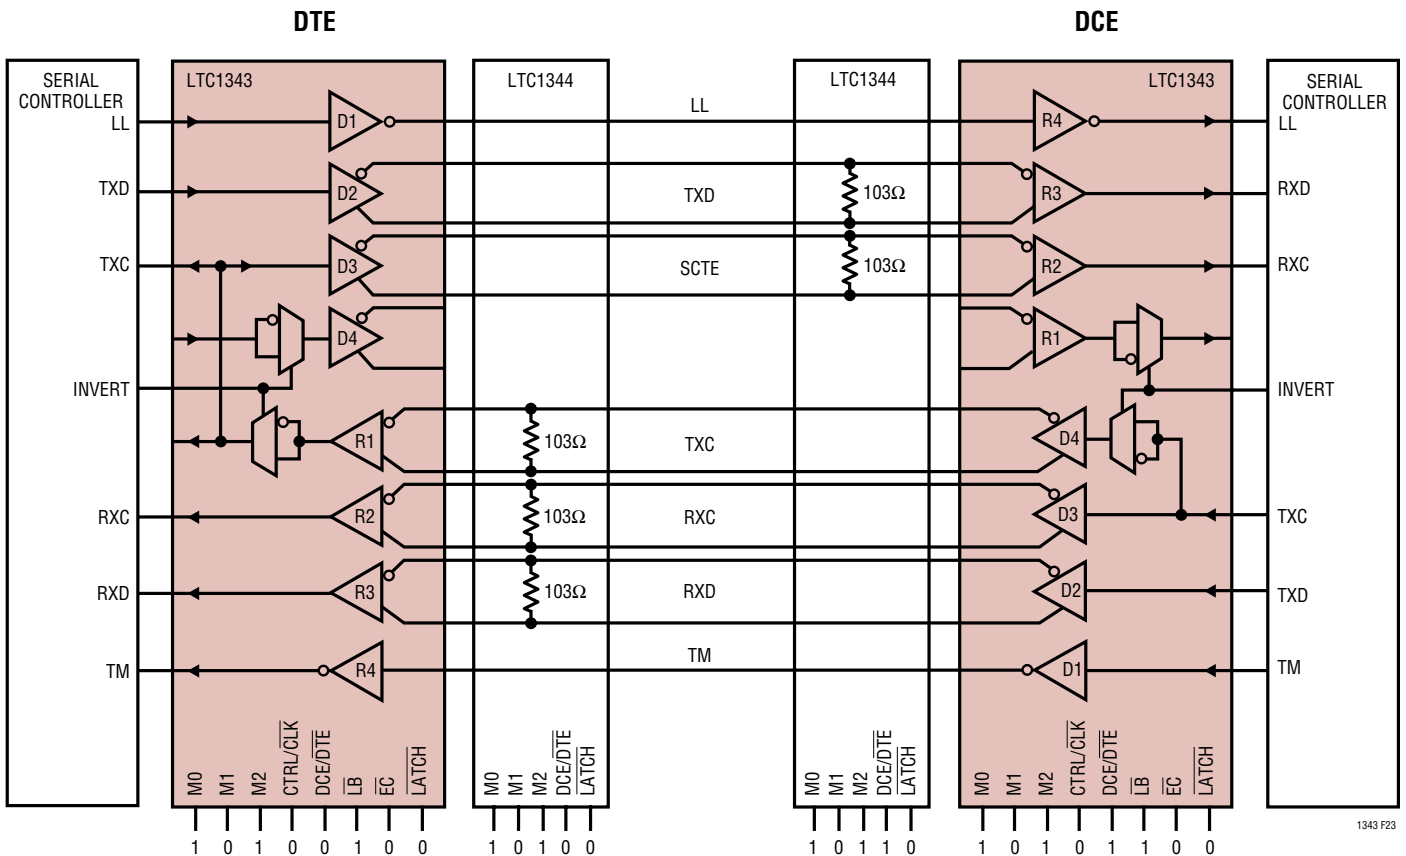 DTE
DCE
SERIAL
CONTROLLER
LTC1343
LTC1344
LTC1344
LTC1343
SERIAL
CONTROLLER
LL
D1
LL
R4
LL
TXD
D2
TXD
103Ω
R3
RXD
TXC
D3
SCTE
103Ω
R2
RXC
D4
R1
INVERT
INVERT
R1
103Ω
TXC
D4
RXC
R2
103Ω
RXC
D3
TXC
RXD
R3
103Ω
RXD
D2
TXD
TM
R4
TM
D1
TM
M0 M1 M2 CTRL/CLK DCE/DTE LB EC LATCH
M0 M1 M2 DCE/DTE LATCH
M0 M1 M2 DCE/DTE LATCH
M0 M1 M2 CTRL/CLK DCE/DTE LB EC LATCH
1343 F23
1 0 1 0 0 1 0 0
1 0 1 0 0
1 0 1 1 0
1 0 1 0 1 1 0 0